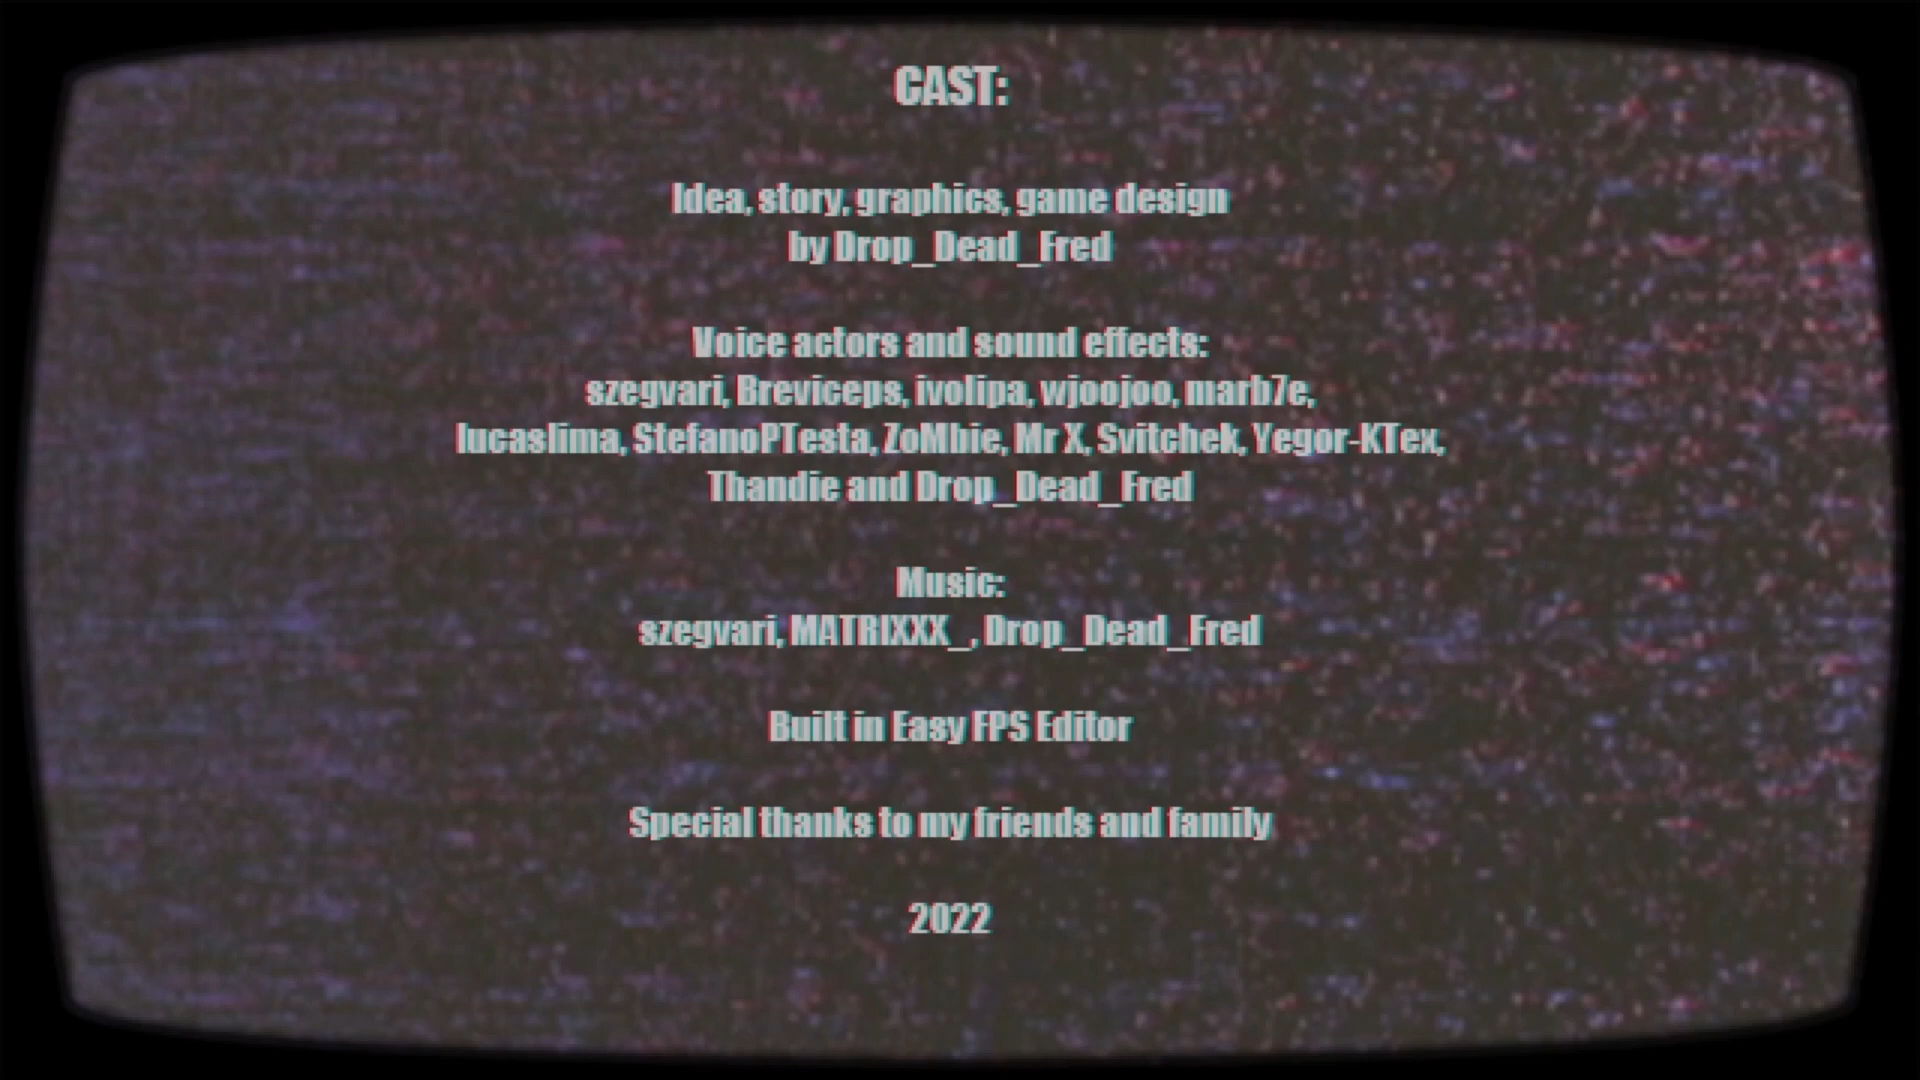 CAST:
Idea, story, graphics, game design
by Drop_Dead_Fred
Voice actors and sound effects:
szegvari, Breviceps, ivolipa, wjoojoo, marb7e,
lucaslima, StefanoPTesta, ZoMbie, Mr X, Svitchek, Yegor-KTex,
Thandie and Drop_Dead_Fred
Music:
szegvari, MATRIXXX_, Drop_Dead_Fred
Built in Easy FPS Editor
Special thanks to my friends and family
2022